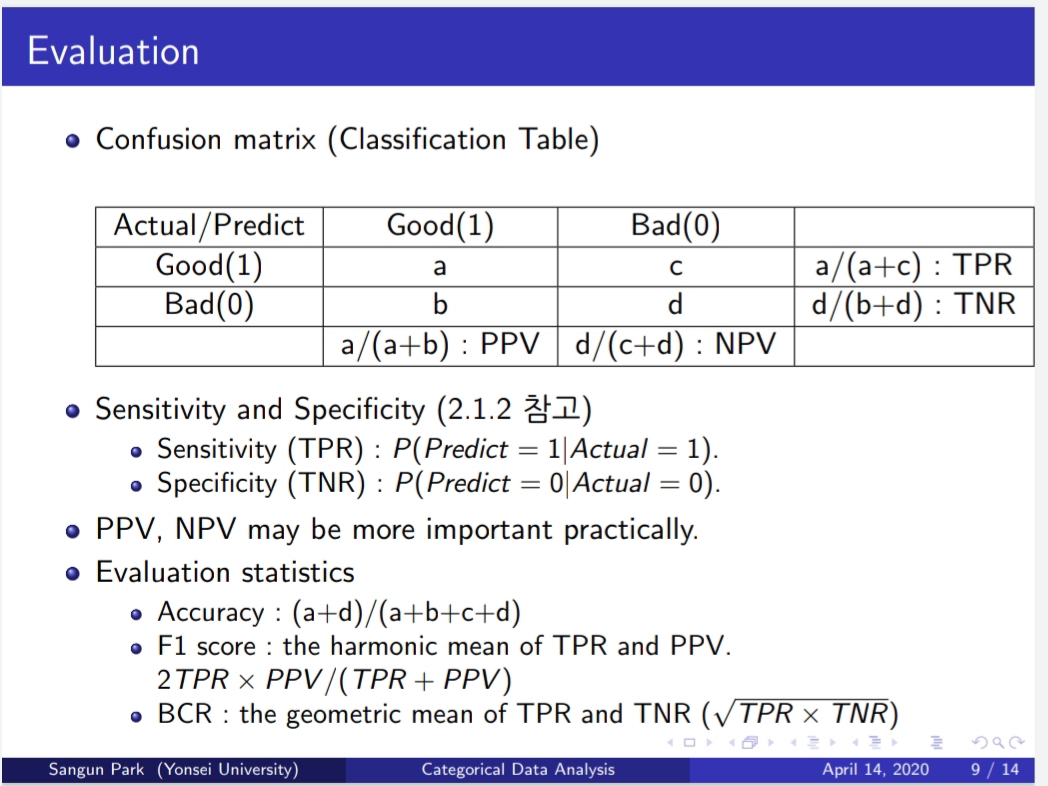 Evaluation
Confusion matrix (Classification Table)
Actual/Predict Good(1) Bad(0)
Good(1) a c a/(a+c) : TPR
Bad(0) b d d/(b+d) : TNR
a/(a+b) : PPV d/(c+d) : NPV
Sensitivity and Specificity (2.1.2 참고)
Sensitivity (TPR) : P(Predict = 1|Actual = 1).
Specificity (TNR) : P(Predict = 0|Actual = 0).
PPV, NPV may be more important practically.
Evaluation statistics
Accuracy : (a+d)/(a+b+c+d)
F1 score : the harmonic mean of TPR and PPV.
2TPR × PPV/(TPR + PPV)
BCR : the geometric mean of TPR and TNR (√TPR × TNR)
Sangun Park (Yonsei University) Categorical Data Analysis April 14, 2020 9 / 14